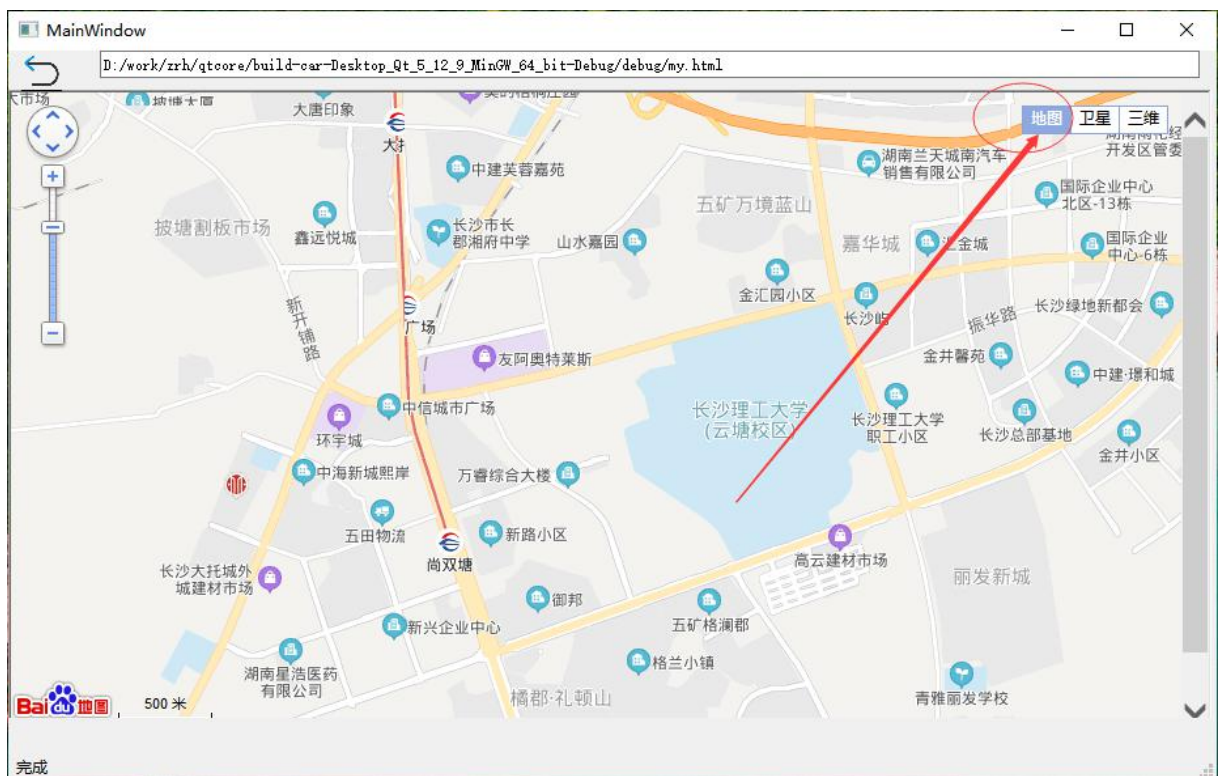 MainWindow
D:/work/zrh/qtcore/build-car-Desktop_Qt_5_12_9_MinGW_64_bit-Debug/debug/my.html
大唐印象
地图
卫星
三维
湖南兰天城南汽车
销售有限公司
开发区管委
中建芙蓉嘉苑
国际企业中心
北区-13栋
五矿万境蓝山
披塘割板市场
鑫远悦城
长沙市长
郡湘府中学
山水嘉园
嘉华城
汇金城
国际企业
中心-6栋
金汇园小区
新开铺路
广场
长沙屿
振华路
长沙绿地新都会
友阿奥特莱斯
金井馨苑
中建·璟和城
中信城市广场
长沙理工大学
(云塘校区)
长沙理工大学
职工小区
长沙总部基地
环宇城
金井小区
中海新城熙岸
万睿综合大楼
五田物流
新路小区
尚双塘
高云建材市场
长沙大托城外
城建材市场
丽发新城
御邦
新兴企业中心
五矿格澜郡
湖南星浩医药
有限公司
格兰小镇
橘郡·礼顿山
青雅丽发学校
Bai du 地图
500 米
完成